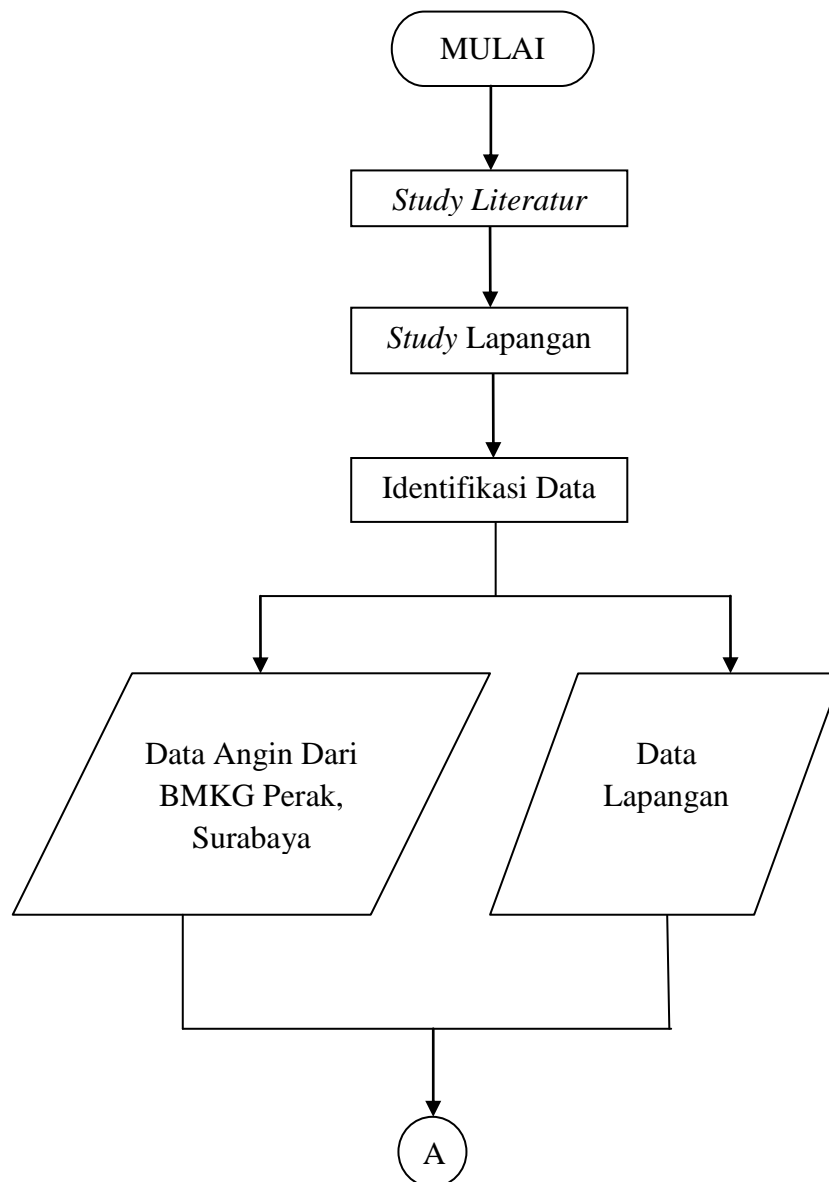 MULAI
Study Literatur
Study Lapangan
Identifikasi Data
Data Angin Dari
BMKG Perak,
Surabaya
Data
Lapangan
A